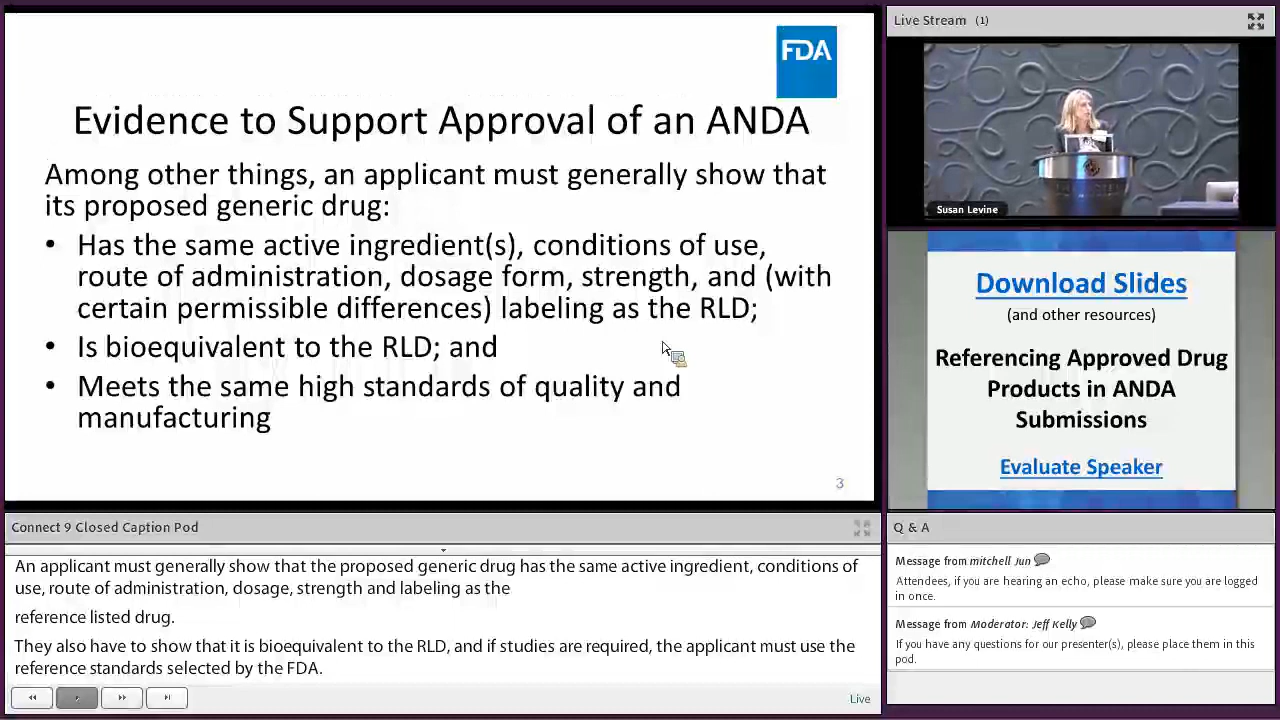 FDA
Evidence to Support Approval of an ANDA
Among other things, an applicant must generally show that
its proposed generic drug:
• Has the same active ingredient(s), conditions of use,
route of administration, dosage form, strength, and (with
certain permissible differences) labeling as the RLD;
• Is bioequivalent to the RLD; and
• Meets the same high standards of quality and
manufacturing
3
Live Stream (1)
Susan Levine
Download Slides
(and other resources)
Referencing Approved Drug
Products in ANDA
Submissions
Evaluate Speaker
Connect 9 Closed Caption Pod
An applicant must generally show that the proposed generic drug has the same active ingredient, conditions of
use, route of administration, dosage, strength and labeling as the
reference listed drug.
They also have to show that it is bioequivalent to the RLD, and if studies are required, the applicant must use the
reference standards selected by the FDA.
Live
Q & A
Message from mitchell Jun
Attendees, if you are hearing an echo, please make sure you are logged
in once.
Message from Moderator: Jeff Kelly
If you have any questions for our presenter(s), please place them in this
pod.